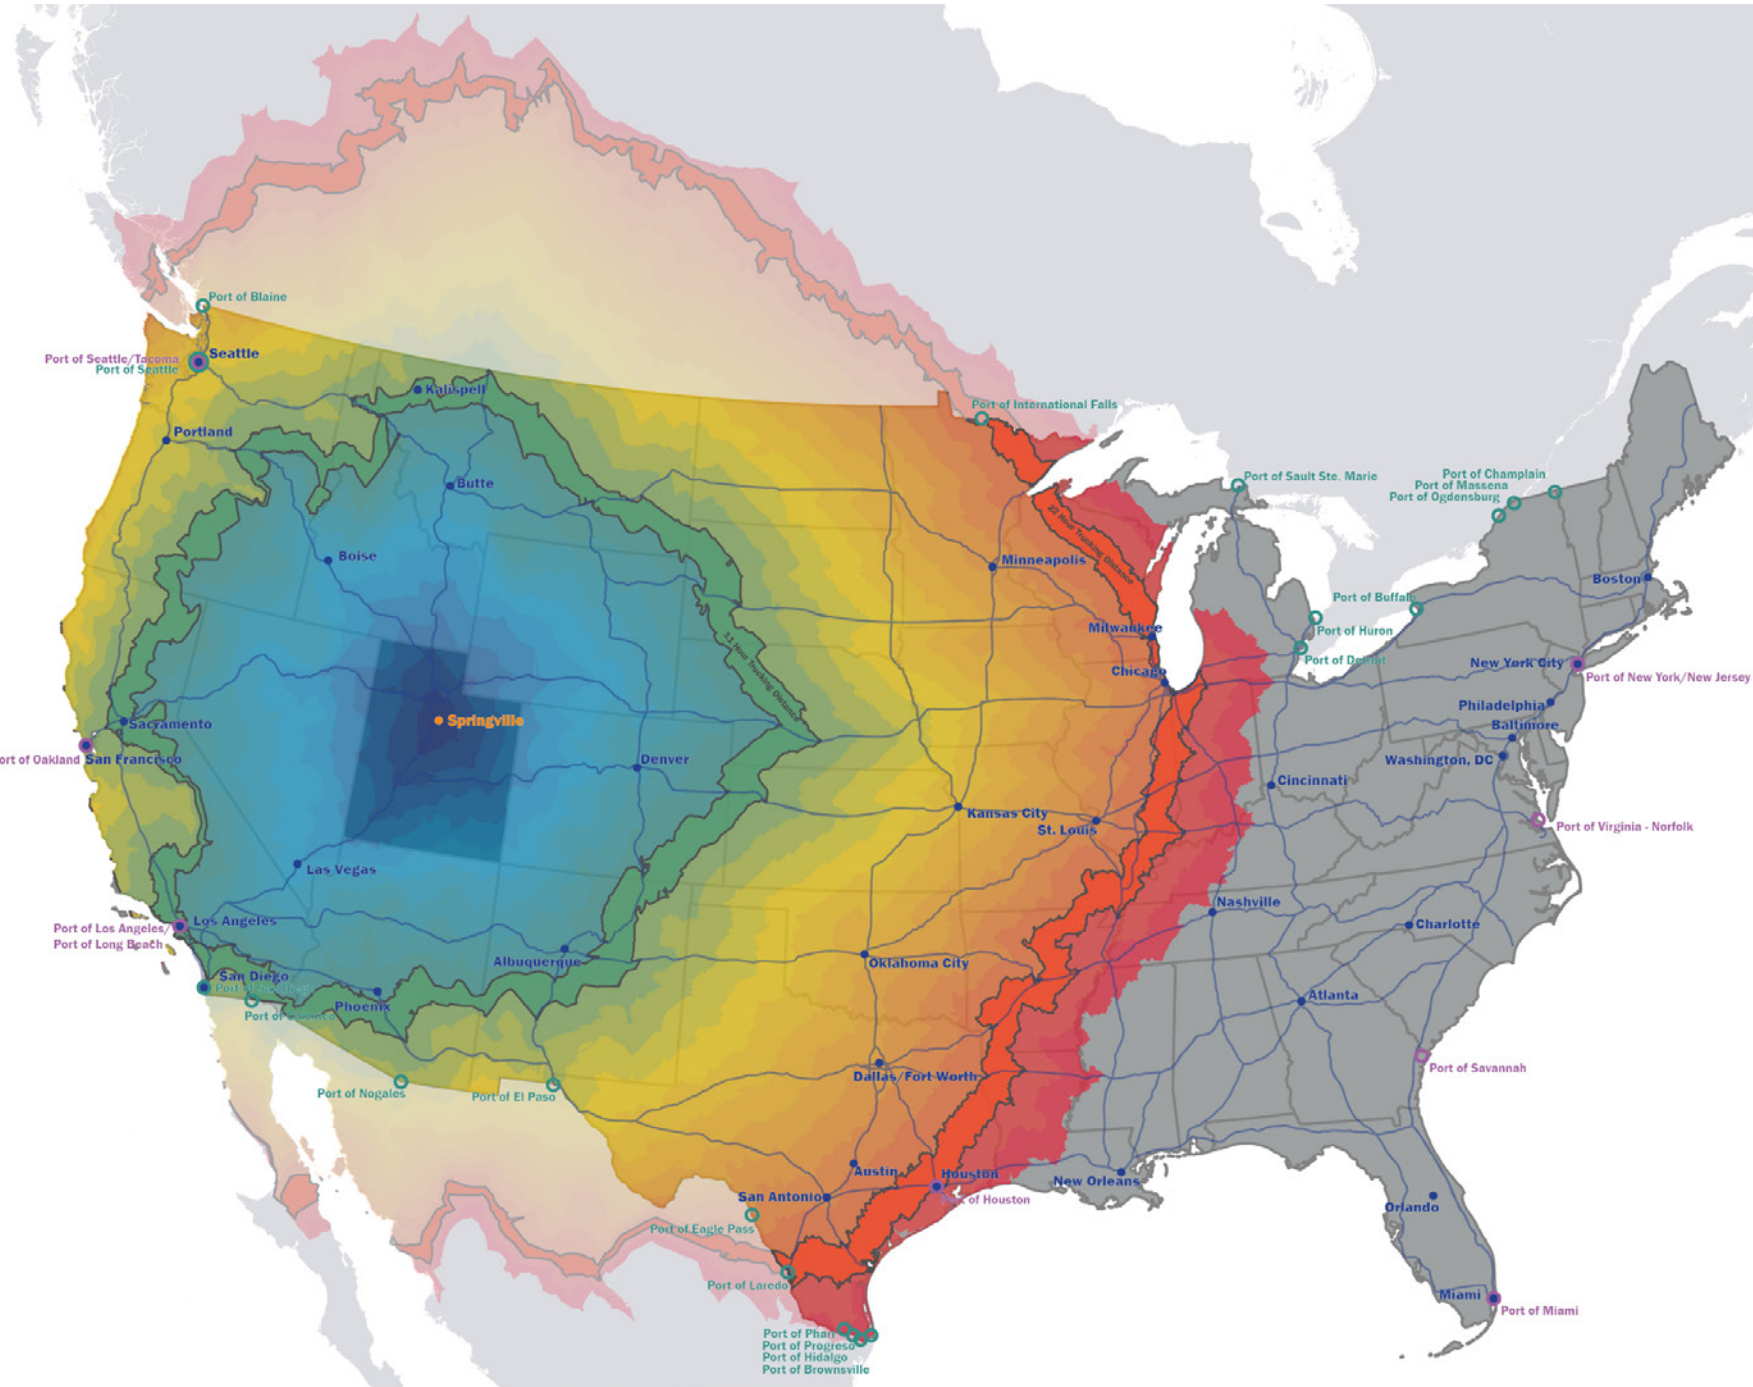 Port of Blaine
Seattle
Port of Seattle/Tacoma
Port of Seattle
Kalispell
Port of International Falls
Portland
Port of Sault Ste. Marie
Port of Champlain
Port of Massena
Port of Ogdensburg
Butte
22 Hour Trucking Distance
Boise
Minneapolis
Boston
Port of Buffalo
Port of Huron
Milwaukee
Port of Detroit
New York City
Port of New York/New Jersey
Chicago
11 Hour Trucking Distance
Philadelphia
Springville
Sacramento
Baltimore
ort of Oakland
San Francisco
Denver
Washington, DC
Cincinnati
Kansas City
St. Louis
Port of Virginia - Norfolk
Las Vegas
Nashville
Los Angeles
Port of Los Angeles/
Port of Long Beach
Charlotte
Albuquerque
Oklahoma City
San Diego
Port of
Phoenix
Port of
Atlanta
Dallas/Fort Worth
Port of Savannah
Port of Nogales
Port of El Paso
Austin
Houston
New Orleans
San Antonio
of Houston
Orlando
Port of Eagle Pass
Port of Laredo
Miami
Port of Miami
Port of Phar
Port of Progreso
Port of Hidalgo
Port of Brownsville